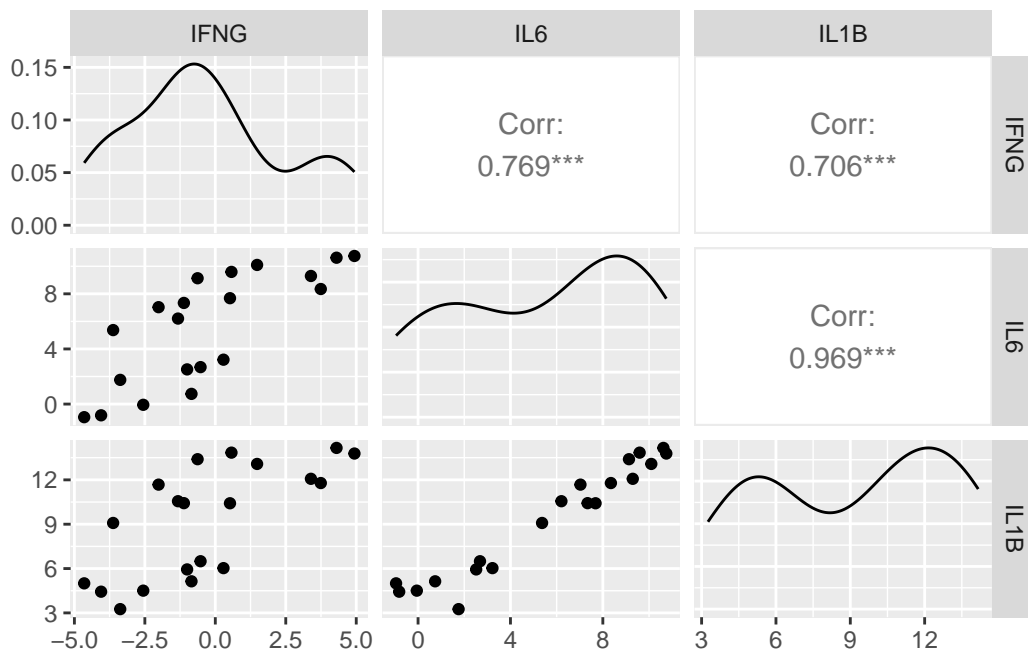 IFNG
IL6
IL1B
0.15
0.10
0.05
0.00
Corr:
0.769***
Corr:
0.706***
IFNG
8
4
0
Corr:
0.969***
IL6
12
9
6
3
IL1B
−5.0 −2.5 0.0 2.5 5.0
0 4 8
3 6 9 12